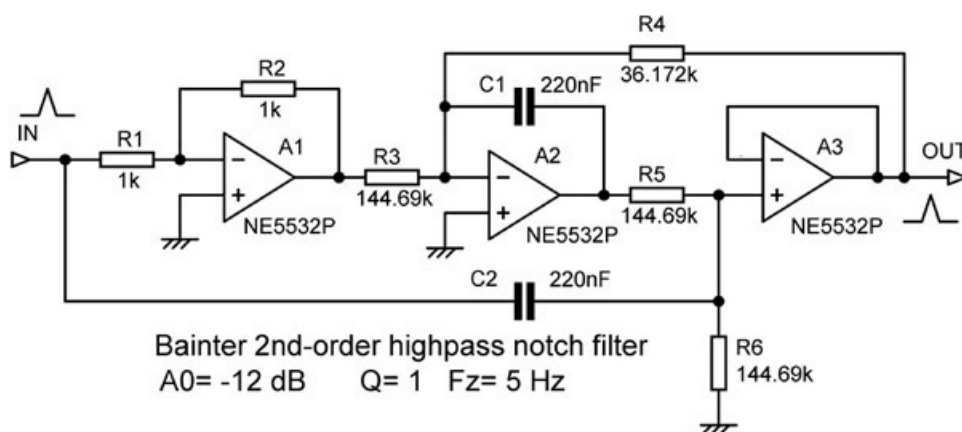 R4
36.172k
R2
1k
C1 220nF
IN
R1
1k
A1
R3
144.69k
A2
R5
144.69k
A3
OUT
NE5532P
NE5532P
NE5532P
C2 220nF
R6
144.69k
Bainter 2nd-order highpass notch filter
A0= -12 dB Q= 1 Fz= 5 Hz
− + − + − +